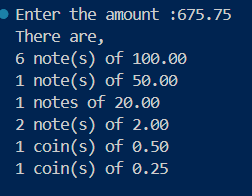 Enter the amount :675.75
There are,
6 note(s) of 100.00
1 note(s) of 50.00
1 notes of 20.00
2 note(s) of 2.00
1 coin(s) of 0.50
1 coin(s) of 0.25